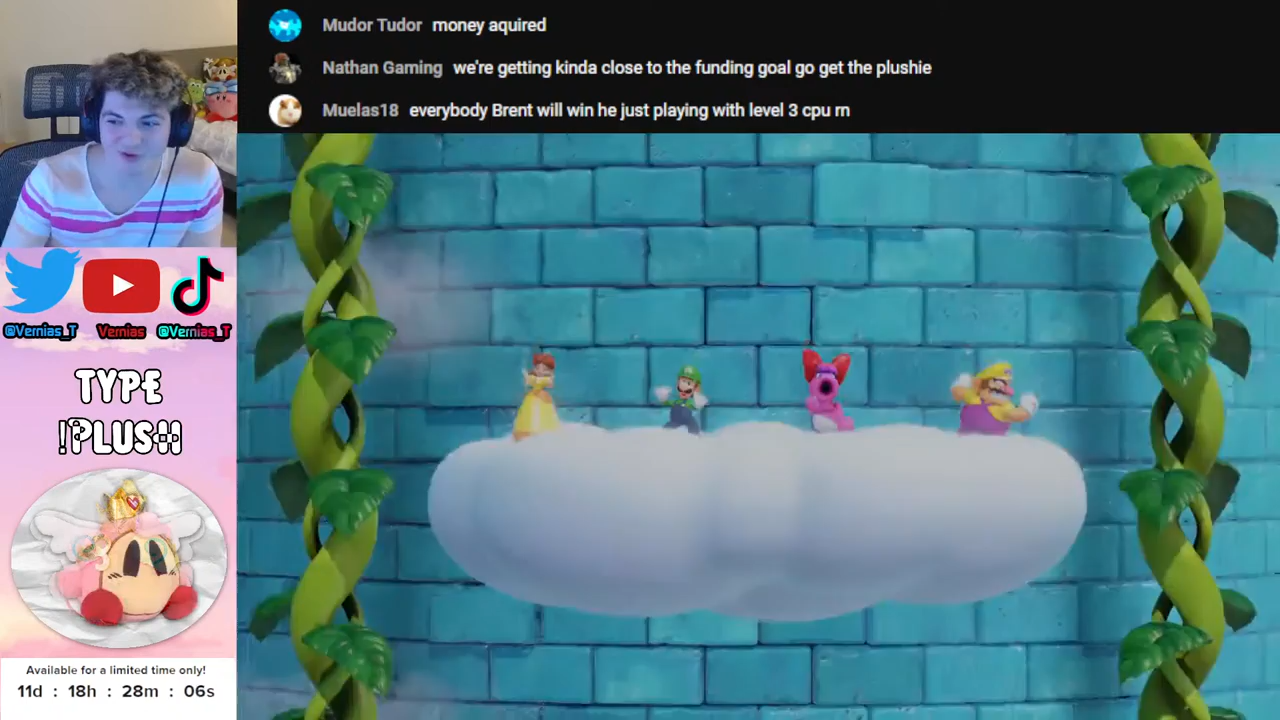 Mudor Tudor money aquired
Nathan Gaming we're getting kinda close to the funding goal go get the plushie
Muelas18 everybody Brent will win he just playing with level 3 cpu rn
@Vernias_T Vernias @Vernias_T
TYPE
!PLUSH
Available for a limited time only!
11d : 18h : 28m : 06s